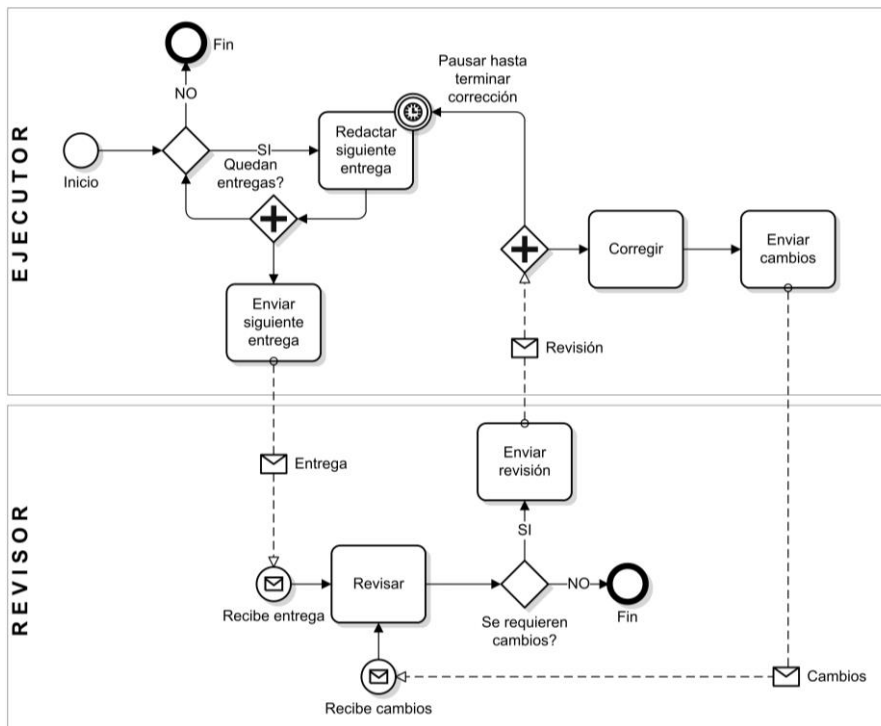 EJECUTOR
Fin
NO
Inicio
SI
Quedan
entregas?
Redactar
siguiente
entrega
Pausar hasta
terminar
corrección
Corregir
Enviar
cambios
Enviar
siguiente
entrega
Revisión
REVISOR
Entrega
Enviar
revisión
SI
Recibe entrega
Revisar
NO
Se requieren
cambios?
Fin
Recibe cambios
Cambios